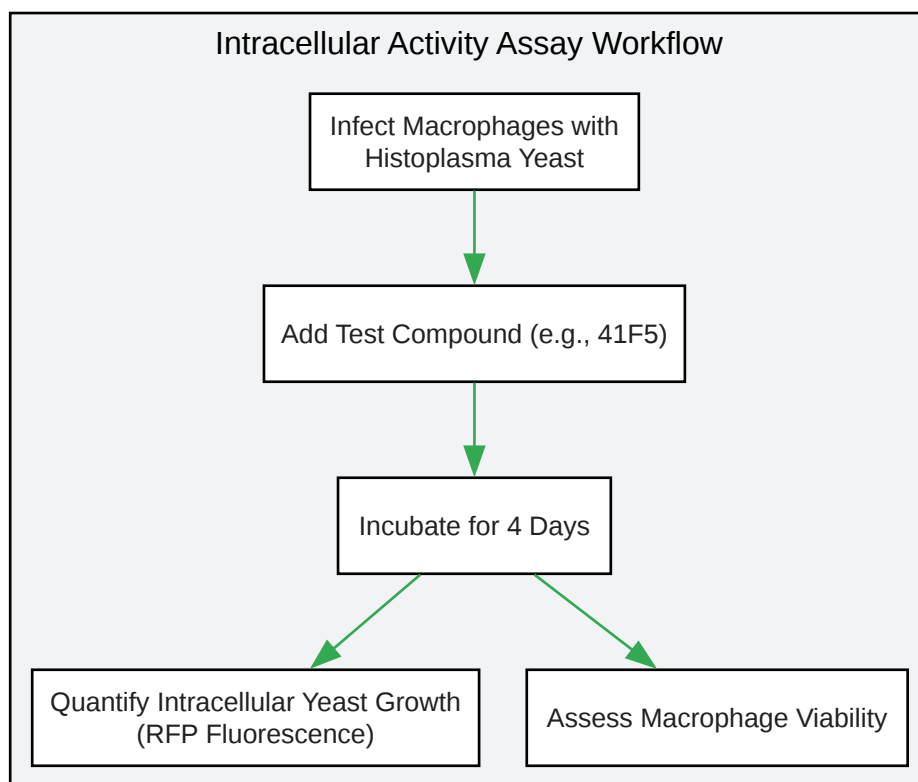 Intracellular Activity Assay Workflow
Infect Macrophages with
Histoplasma Yeast
Add Test Compound (e.g., 41F5)
Incubate for 4 Days
Quantify Intracellular Yeast Growth
(RFP Fluorescence)
Assess Macrophage Viability